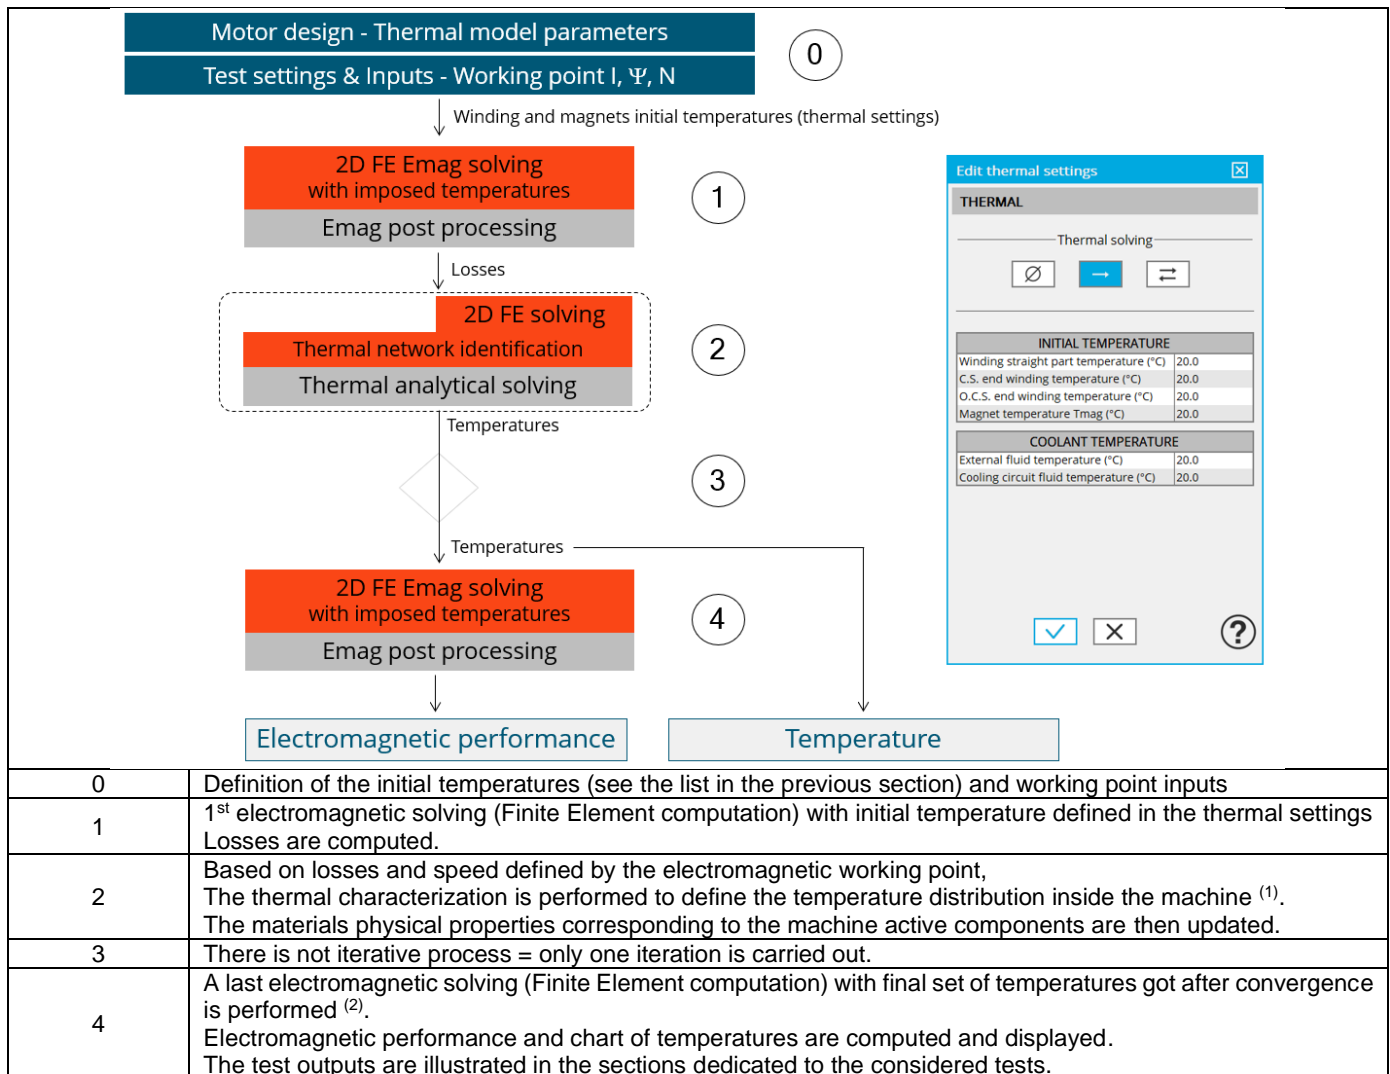 Motor design - Thermal model parameters
Test settings & Inputs - Working point I, Ψ, N
0
Winding and magnets initial temperatures (thermal settings)
2D FE Emag solving
with imposed temperatures
Emag post processing
1
Losses
2D FE solving
Thermal network identification
Thermal analytical solving
2
Temperatures
3
Temperatures
2D FE Emag solving
with imposed temperatures
Emag post processing
4
Electromagnetic performance
Temperature
Edit thermal settings
THERMAL
Thermal solving
INITIAL TEMPERATURE
Winding straight part temperature (°C) 20.0
C.S. end winding temperature (°C) 20.0
O.C.S. end winding temperature (°C) 20.0
Magnet temperature Tmag (°C) 20.0
COOLANT TEMPERATURE
External fluid temperature (°C) 20.0
Cooling circuit fluid temperature (°C) 20.0
?
0 Definition of the initial temperatures (see the list in the previous section) and working point inputs
1 1st electromagnetic solving (Finite Element computation) with initial temperature defined in the thermal settings
Losses are computed.
2 Based on losses and speed defined by the electromagnetic working point,
The thermal characterization is performed to define the temperature distribution inside the machine (1).
The materials physical properties corresponding to the machine active components are then updated.
3 There is not iterative process = only one iteration is carried out.
4 A last electromagnetic solving (Finite Element computation) with final set of temperatures got after convergence
is performed (2).
Electromagnetic performance and chart of temperatures are computed and displayed.
The test outputs are illustrated in the sections dedicated to the considered tests.